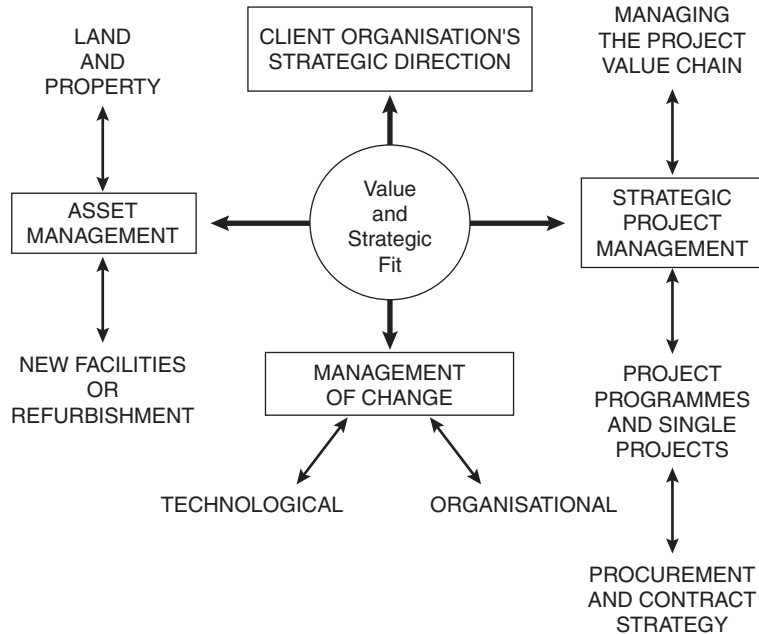 LAND
AND
PROPERTY
CLIENT ORGANISATION'S
STRATEGIC DIRECTION
MANAGING
THE PROJECT
VALUE CHAIN
ASSET
MANAGEMENT
Value
and
Strategic
Fit
STRATEGIC
PROJECT
MANAGEMENT
NEW FACILITIES
OR
REFURBISHMENT
MANAGEMENT
OF CHANGE
PROJECT
PROGRAMMES
AND SINGLE
PROJECTS
TECHNOLOGICAL
ORGANISATIONAL
PROCUREMENT
AND CONTRACT
STRATEGY